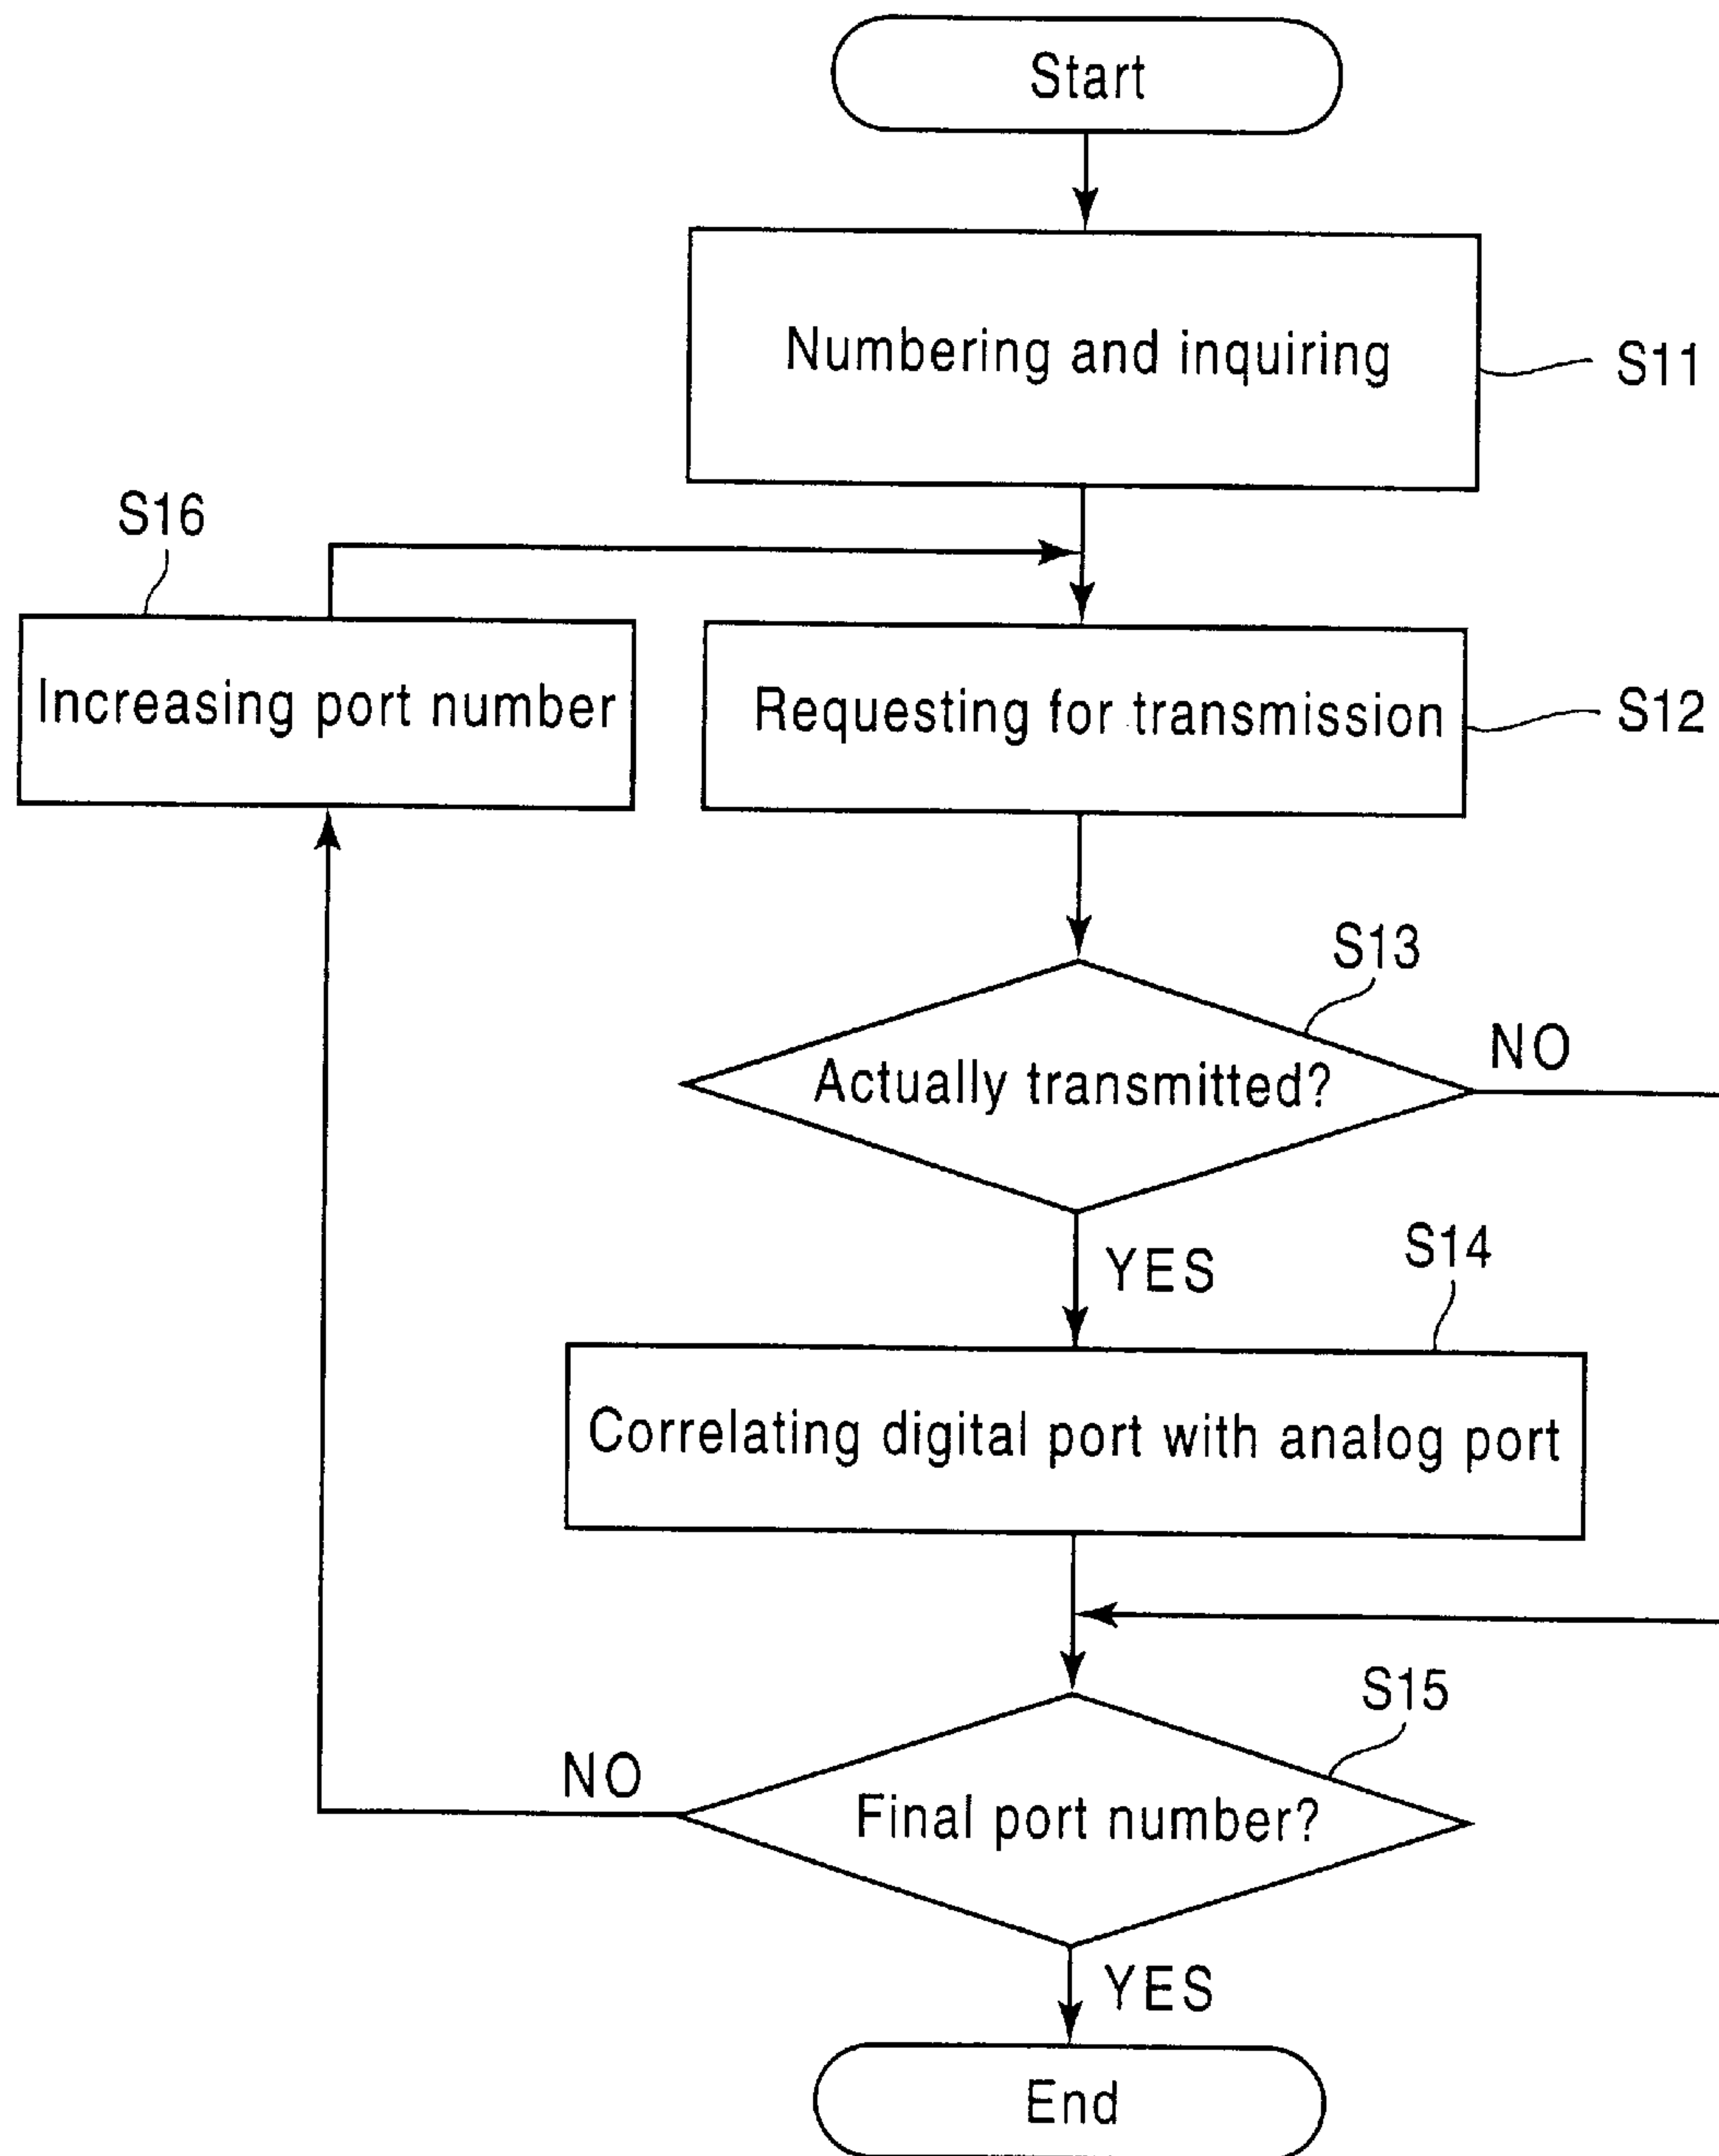 Start
Numbering and inquiring
S11
S16
Increasing port number
Requesting for transmission
S12
S13
Actually transmitted?
NO
YES
S14
Correlating digital port with analog port
S15
NO
Final port number?
YES
End